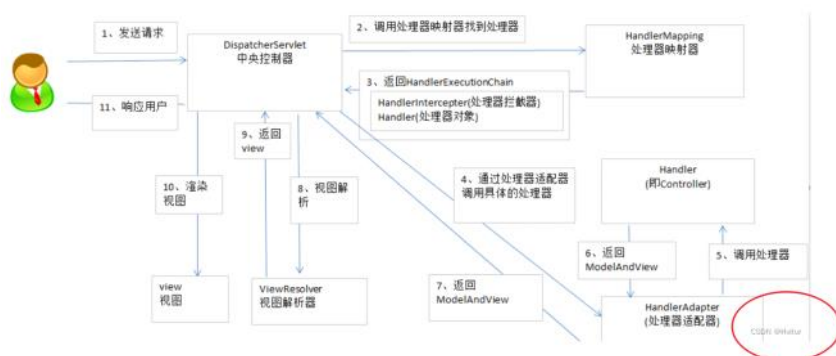 1、发送请求
DispatcherServlet
中央控制器
2、调用处理器映射器找到处理器
HandlerMapping
处理器映射器
3、返回HandlerExecutionChain
HandlerIntercepter(处理器拦截器)
Handler(处理器对象)
11、响应用户
9、返回
view
10、渲染
视图
8、视图解
析
4、通过处理器适配器
调用具体的处理器
Handler
(即Controller)
6、返回
ModelAndView
5、调用处理器
7、返回
ModelAndView
view
视图
ViewResolver
视图解析器
HandlerAdapter
(处理器适配器)
CSDN